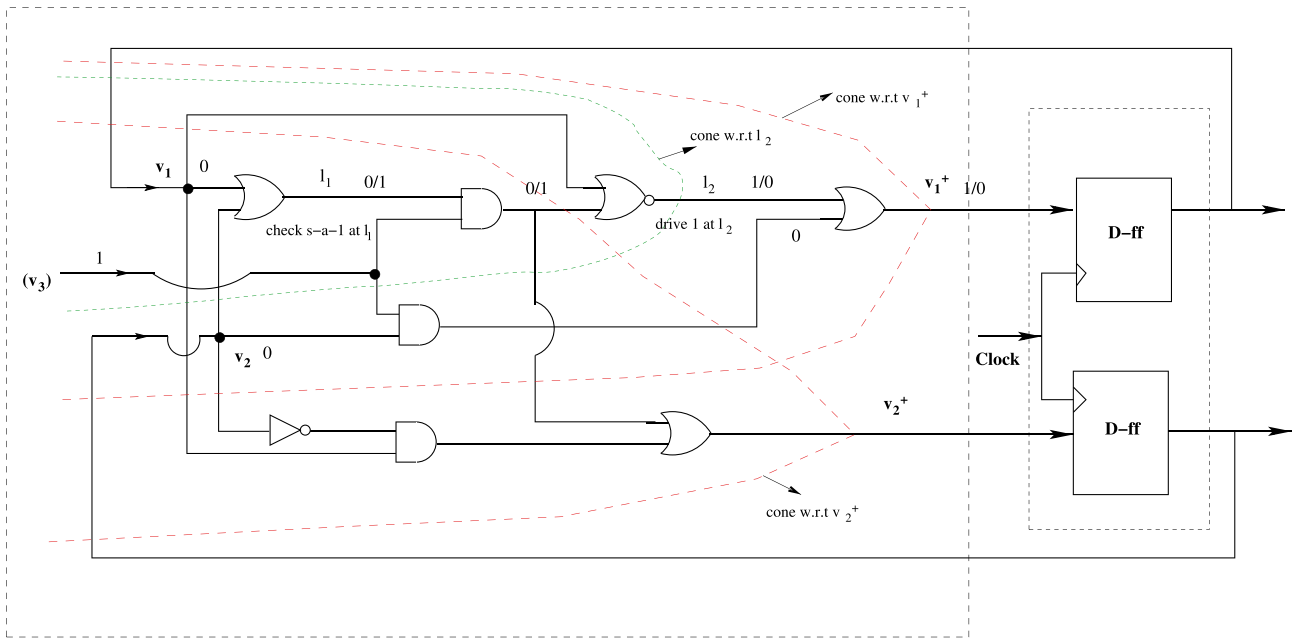 cone w.r.t v₁⁺
cone w.r.t l₂
v₁ 0
l₁ 0/1
0/1
l₂ 1/0
v₁⁺ 1/0
check s-a-1 at l₁
drive 1 at l₂
0
D-ff
(v₃) 1
v₂ 0
Clock
v₂⁺
D-ff
cone w.r.t v₂⁺